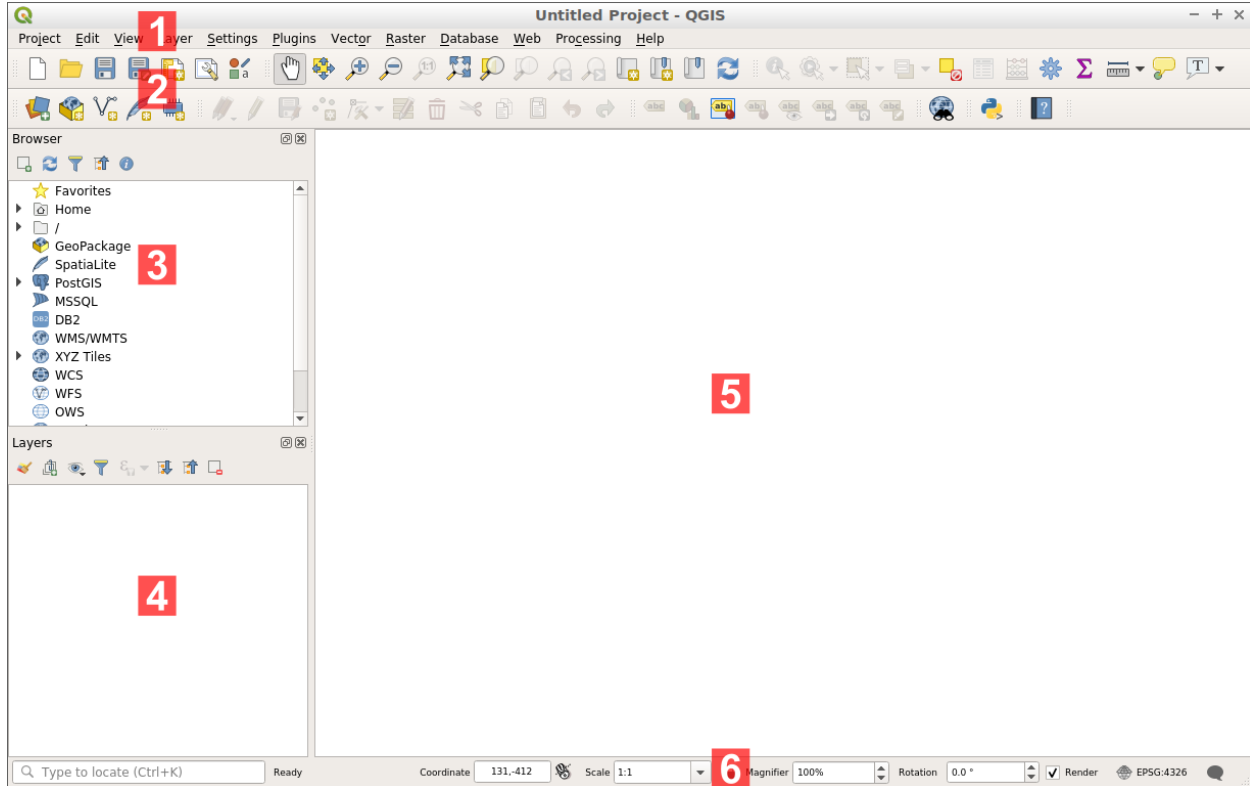 Untitled Project - QGIS
1
Project Edit View Layer Settings Plugins Vector Raster Database Web Processing Help
2
Browser
Favorites
Home
/
GeoPackage
3
SpatiaLite
PostGIS
MSSQL
DB2
WMS/WMTS
XYZ Tiles
WCS
WFS
OWS
5
Layers
4
Type to locate (Ctrl+K) Ready Coordinate 131,-412 Scale 1:1 6 Magnifier 100% Rotation 0.0 ° Render EPSG:4326